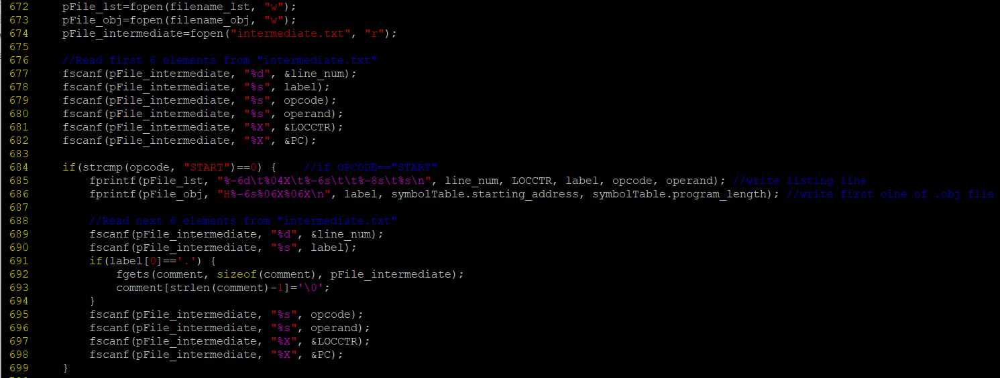 672     pFile_lst=fopen(filename_lst, "w");
673     pFile_obj=fopen(filename_obj, "w");
674     pFile_intermediate=fopen("intermediate.txt", "r");
675
676     //Read first 6 elements from "intermediate.txt"
677     fscanf(pFile_intermediate, "%d", &line_num);
678     fscanf(pFile_intermediate, "%s", label);
679     fscanf(pFile_intermediate, "%s", opcode);
680     fscanf(pFile_intermediate, "%s", operand);
681     fscanf(pFile_intermediate, "%X", &LOCCTR);
682     fscanf(pFile_intermediate, "%X", &PC);
683
684     if(strcmp(opcode, "START")==0) {    //if OPCODE=="START"
685         fprintf(pFile_lst, "%-6d\t%04X\t%-6s\t\t%-8s\t%s\n", line_num, LOCCTR, label, opcode, operand); //write listing line
686         fprintf(pFile_obj, "H%-6s%06X%06X\n", label, symbolTable.starting_address, symbolTable.program_length); //write first oine of .obj file
687
688         //Read next 6 elements from "intermediate.txt"
689         fscanf(pFile_intermediate, "%d", &line_num);
690         fscanf(pFile_intermediate, "%s", label);
691         if(label[0]=='.') {
692             fgets(comment, sizeof(comment), pFile_intermediate);
693             comment[strlen(comment)-1]='\0';
694         }
695         fscanf(pFile_intermediate, "%s", opcode);
696         fscanf(pFile_intermediate, "%s", operand);
697         fscanf(pFile_intermediate, "%X", &LOCCTR);
698         fscanf(pFile_intermediate, "%X", &PC);
699     }